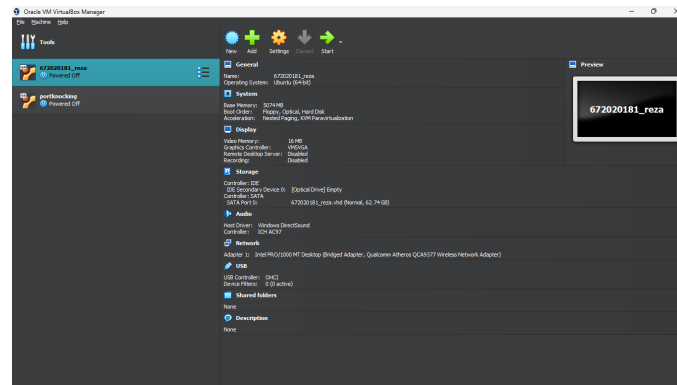 Oracle VM VirtualBox Manager
File Machine Help
Tools
New Add Settings Discard Start
672020181_reza
Powered Off
portknocking
Powered Off
General
Name: 672020181_reza
Operating System: Ubuntu (64-bit)
System
Base Memory: 5074 MB
Boot Order: Floppy, Optical, Hard Disk
Acceleration: Nested Paging, KVM Paravirtualization
Display
Video Memory: 16 MB
Graphics Controller: VMSVGA
Remote Desktop Server: Disabled
Recording: Disabled
Storage
Controller: IDE
IDE Secondary Device 0: [Optical Drive] Empty
Controller: SATA
SATA Port 0: 672020181_reza.vhd (Normal, 62.74 GB)
Audio
Host Driver: Windows DirectSound
Controller: ICH AC97
Network
Adapter 1: Intel PRO/1000 MT Desktop (Bridged Adapter, Qualcomm Atheros QCA9377 Wireless Network Adapter)
USB
USB Controller: OHCI
Device Filters: 0 (0 active)
Shared folders
None
Description
None
Preview
672020181_reza